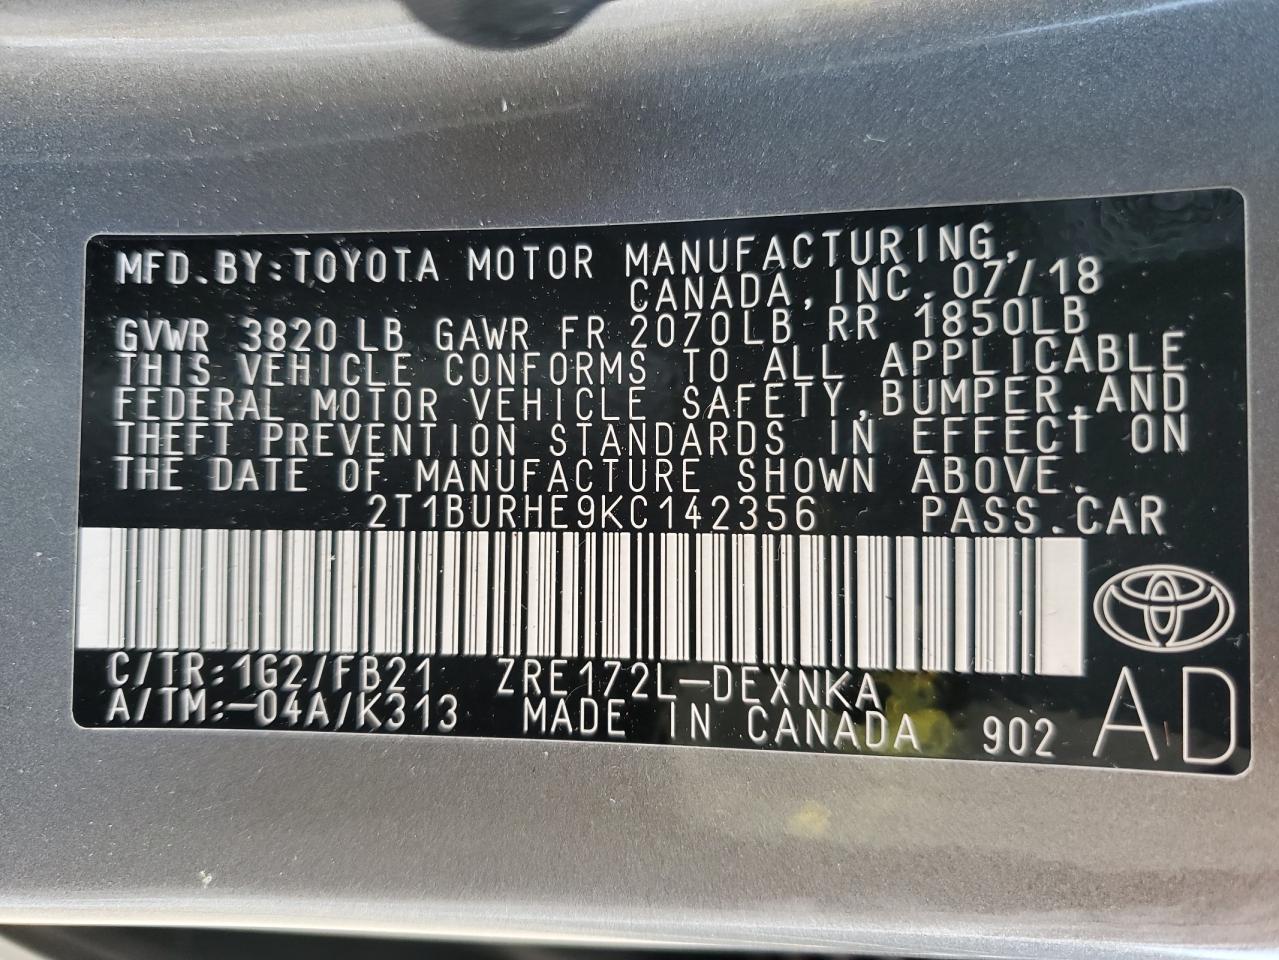 MFD.BY:TOYOTA MOTOR MANUFACTURING,
CANADA,INC.07/18
GVWR 3820 LB GAWR FR 2070LB RR 1850LB
THIS VEHICLE CONFORMS TO ALL APPLICABLE
FEDERAL MOTOR VEHICLE SAFETY,BUMPER,AND
THEFT PREVENTION STANDARDS IN EFFECT ON
THE DATE OF MANUFACTURE SHOWN ABOVE.
2T1BURHE9KC142356 PASS.CAR
C/TR:1G2/FB21 ZRE172L-DEXNKA
A/TM:-04A/K313 MADE IN CANADA 902 AD